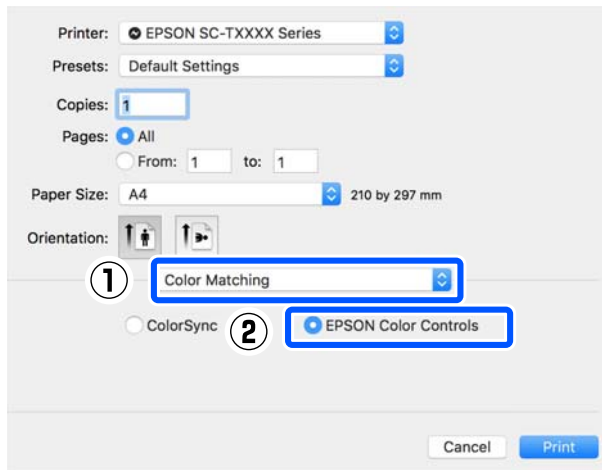 Printer: EPSON SC-TXXXX Series
Presets: Default Settings
Copies: 1
Pages: All
From: 1 to: 1
Paper Size: A4 210 by 297 mm
Orientation:
① Color Matching
ColorSync ② EPSON Color Controls
Cancel Print